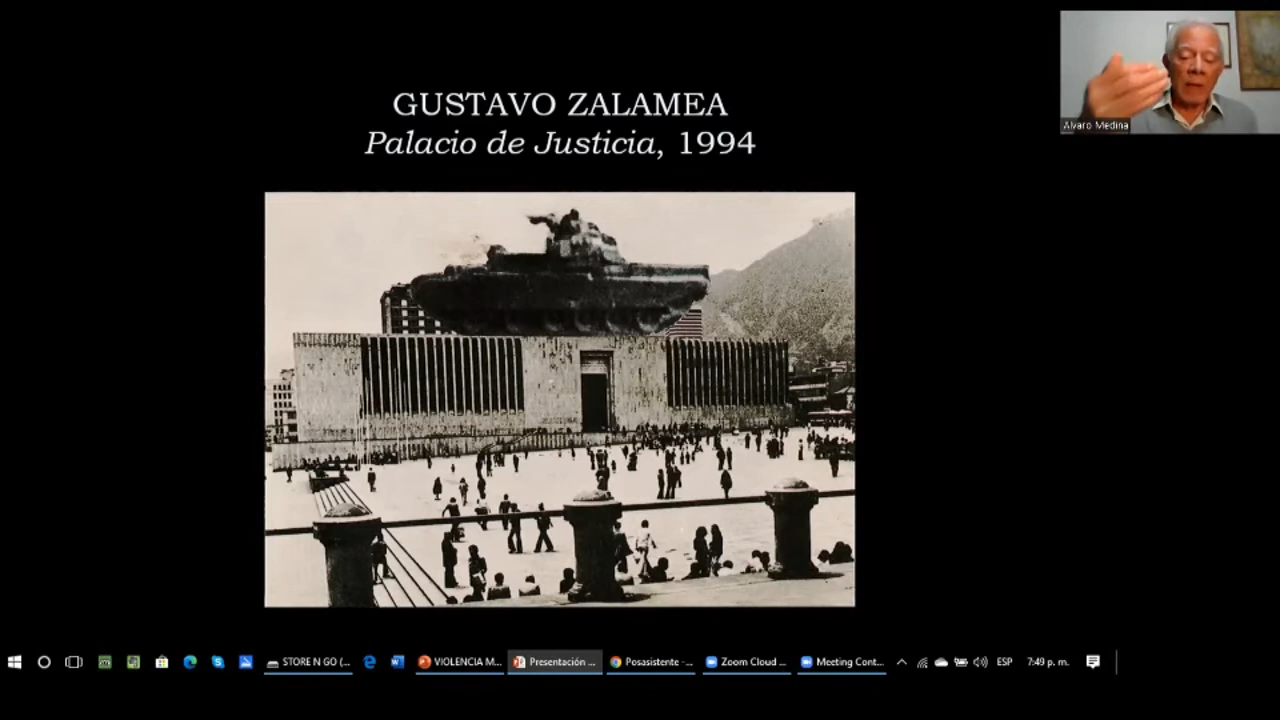 GUSTAVO ZALAMEA
Palacio de Justicia, 1994
Alvaro Medina
STORE N GO (...
VIOLENCIA M...
Presentación ...
Posasistente -...
Zoom Cloud ...
Meeting Cont...
ESP
7:49 p. m.